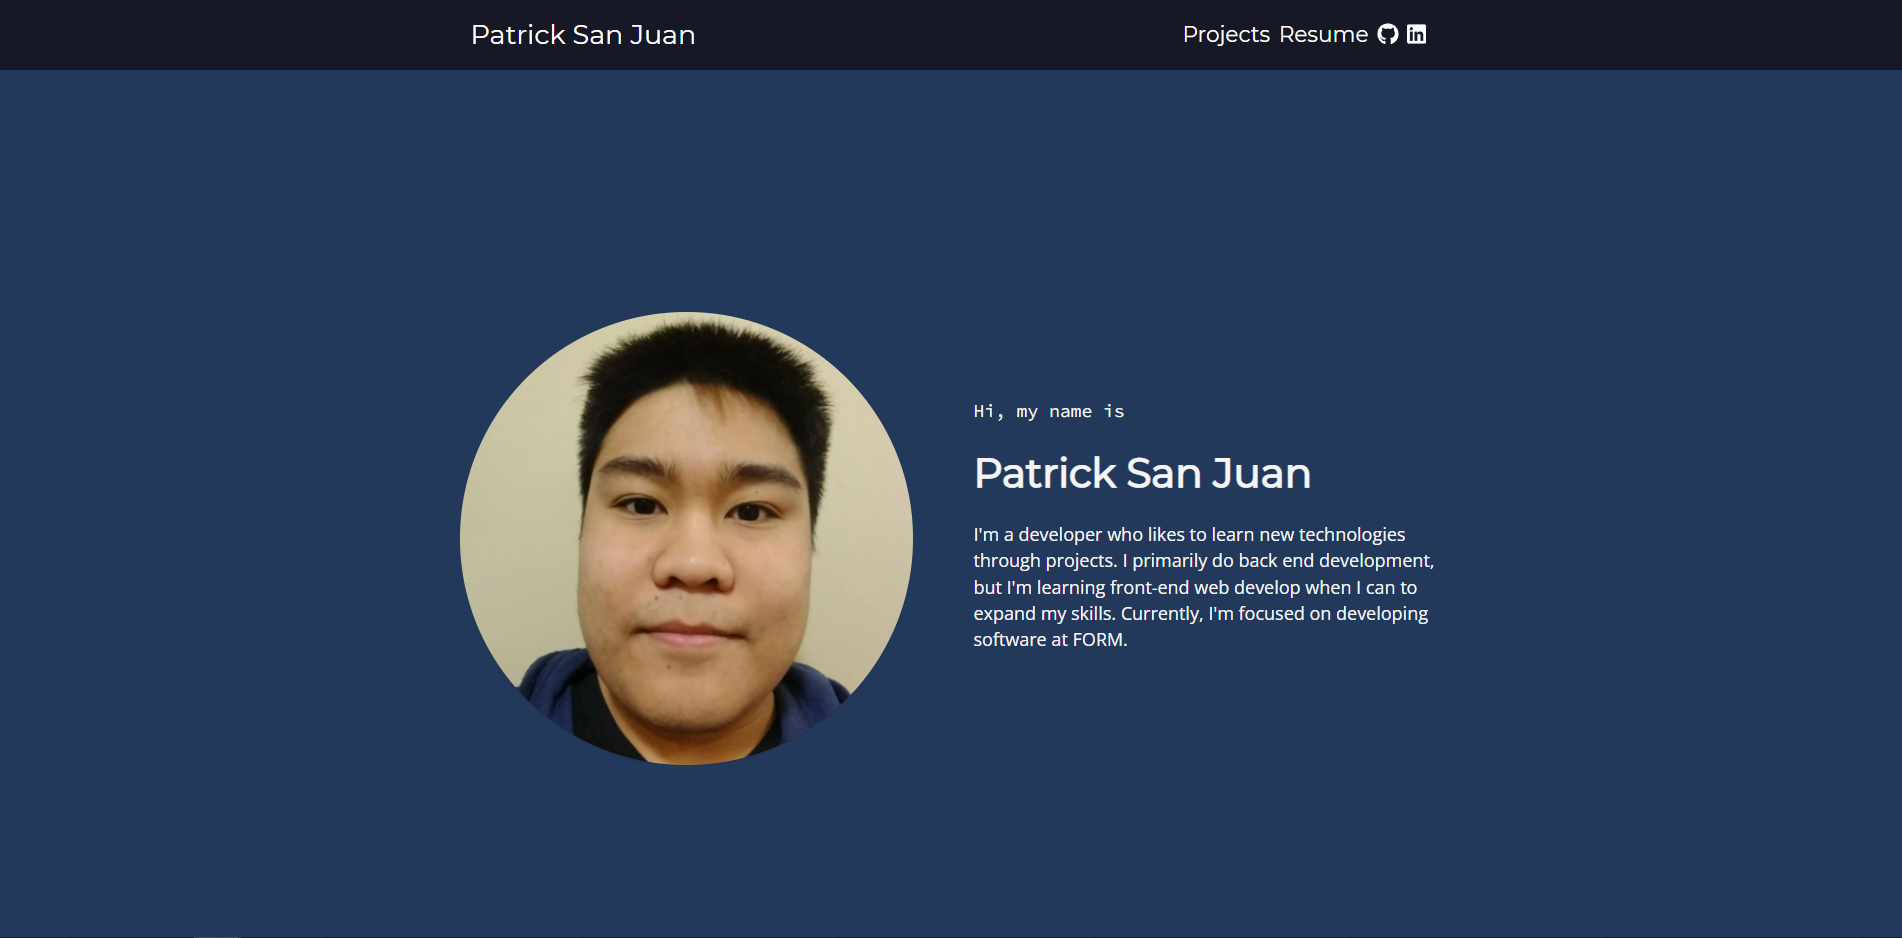 Patrick San Juan
Projects Resume
Hi, my name is
Patrick San Juan
I'm a developer who likes to learn new technologies
through projects. I primarily do back end development,
but I'm learning front-end web develop when I can to
expand my skills. Currently, I'm focused on developing
software at FORM.